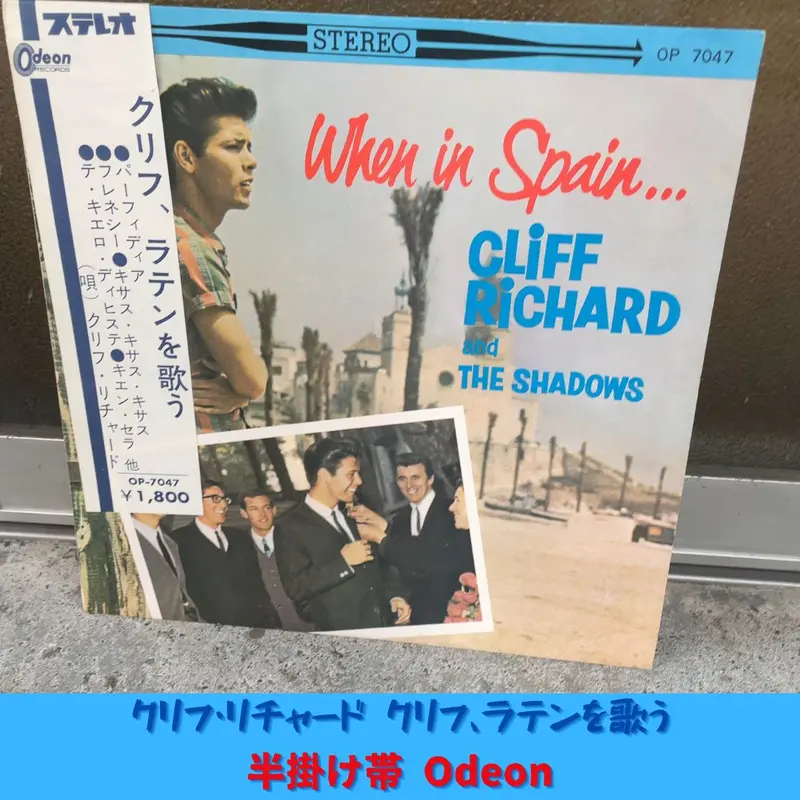 ステレオ
Odeon
RECORDS
クリフ、ラテンを歌う
●パーフィディア
●フレネシー●キサス・キサス・キサス
●テ・キエロ・ディヒステ●キエン・セラ 他
(唄) クリフ・リチャード
OP-7047
¥1,800
STEREO
OP 7047
When in Spain...
CLiFF
RiCHARD
and
THE SHADOWS
クリフ・リチャード クリフ、ラテンを歌う
半掛け帯 Odeon